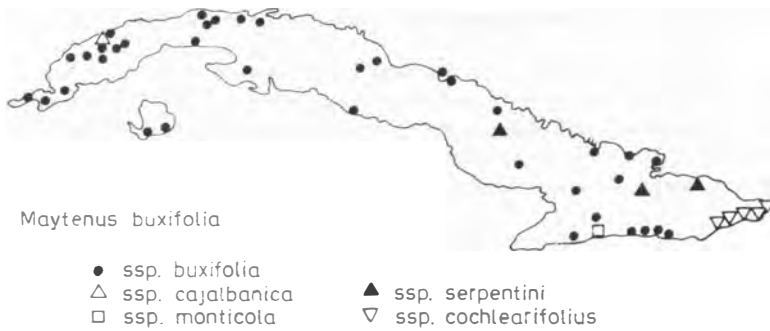 Maytenus buxifolia
● ssp. buxifolia
△ ssp. cajalbanica
□ ssp. monticola
▲ ssp. serpentini
▽ ssp. cochlearifolius